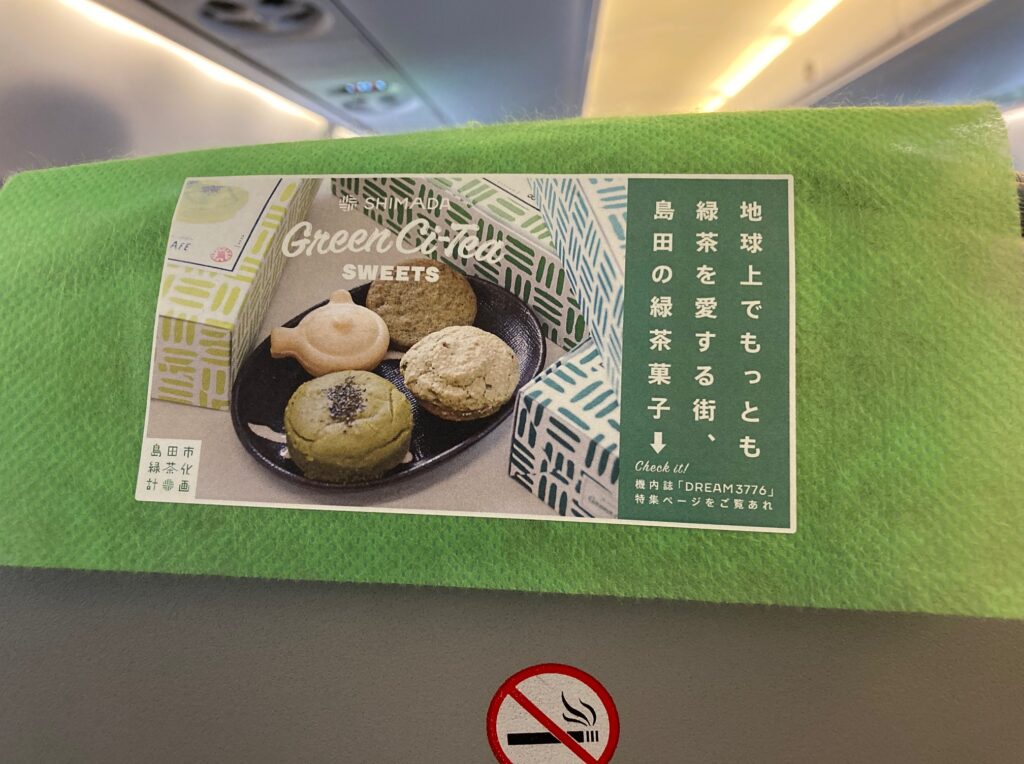 SHIMADA
Green Ci-Tea
SWEETS
地球上でもっとも
緑茶を愛する街、
島田の緑茶菓子↓
Check it!
機内誌「DREAM3776」
特集ページをご覧あれ
島田市
緑茶化
計画
AFE